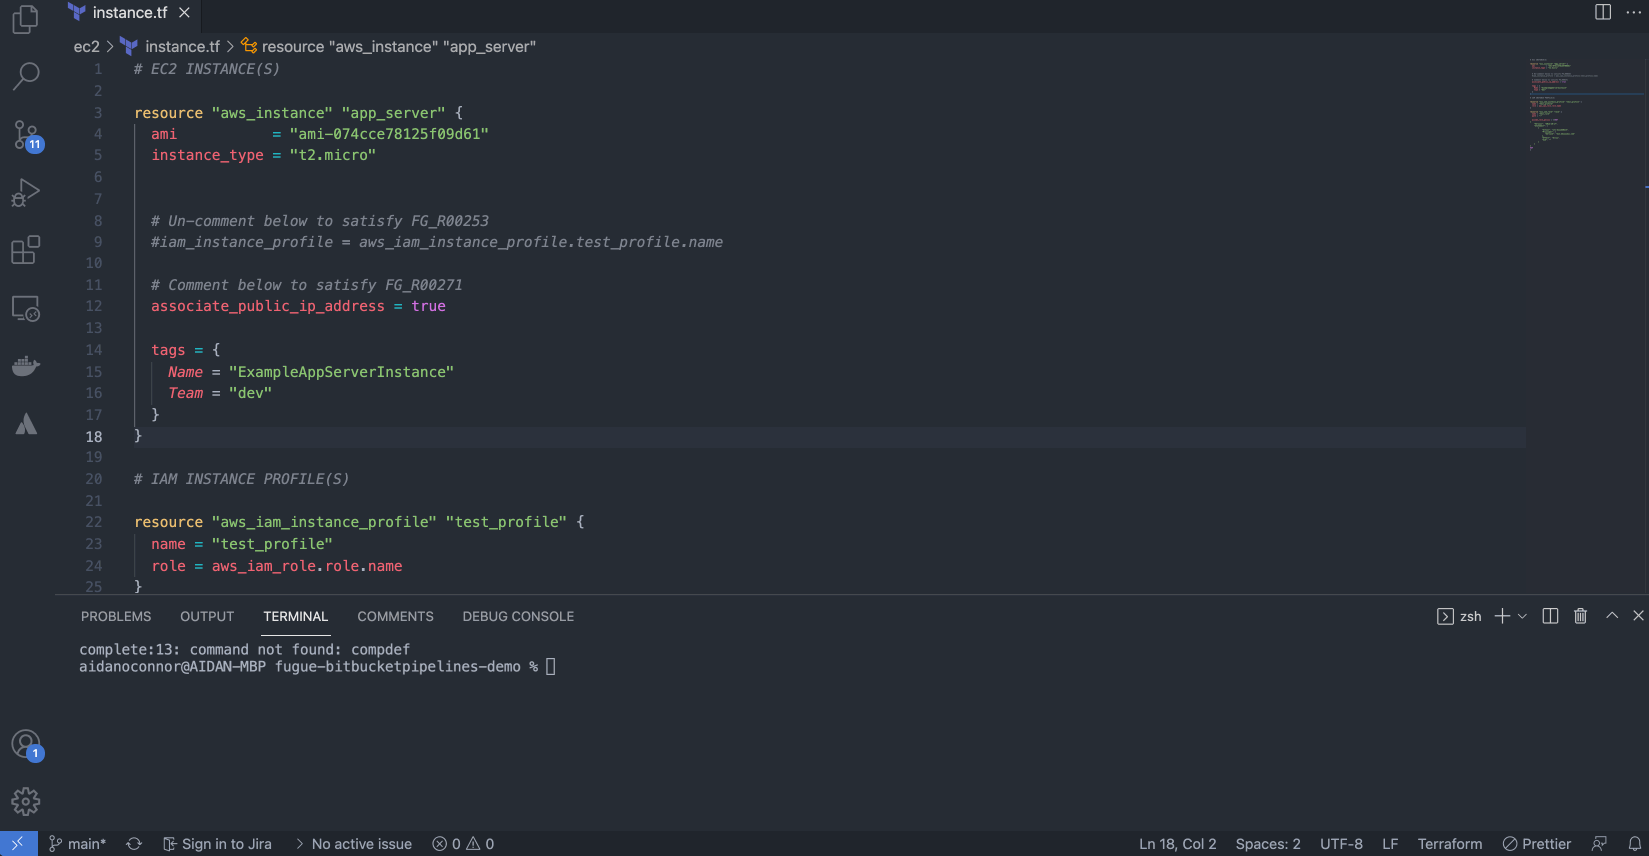 instance.tf
ec2 > instance.tf > resource "aws_instance" "app_server"
1 # EC2 INSTANCE(S)
2
3 resource "aws_instance" "app_server" {
4 ami = "ami-074cce78125f09d61"
5 instance_type = "t2.micro"
6
7
8 # Un-comment below to satisfy FG_R00253
9 #iam_instance_profile = aws_iam_instance_profile.test_profile.name
10
11 # Comment below to satisfy FG_R00271
12 associate_public_ip_address = true
13
14 tags = {
15 Name = "ExampleAppServerInstance"
16 Team = "dev"
17 }
18 }
19
20 # IAM INSTANCE PROFILE(S)
21
22 resource "aws_iam_instance_profile" "test_profile" {
23 name = "test_profile"
24 role = aws_iam_role.role.name
25 }
11
PROBLEMS OUTPUT TERMINAL COMMENTS DEBUG CONSOLE zsh
complete:13: command not found: compdef
aidanoconnor@AIDAN-MBP fugue-bitbucketpipelines-demo %
1
main* Sign in to Jira > No active issue 0 0 Ln 18, Col 2 Spaces: 2 UTF-8 LF Terraform Prettier